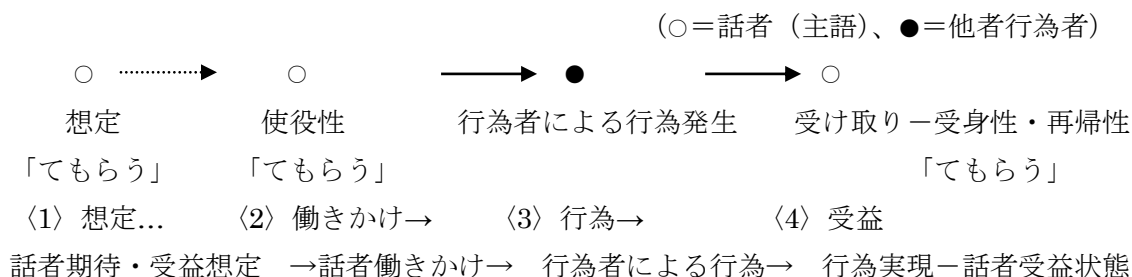 （○＝話者（主語）、●＝他者行為者）
○ ○ ● ○
想定 使役性 行為者による行為発生 受け取り－受身性・再帰性
「てもらう」 「てもらう」 「てもらう」
〈1〉想定... 〈2〉働きかけ→ 〈3〉行為→ 〈4〉受益
話者期待・受益想定 →話者働きかけ→ 行為者による行為→ 行為実現－話者受益状態